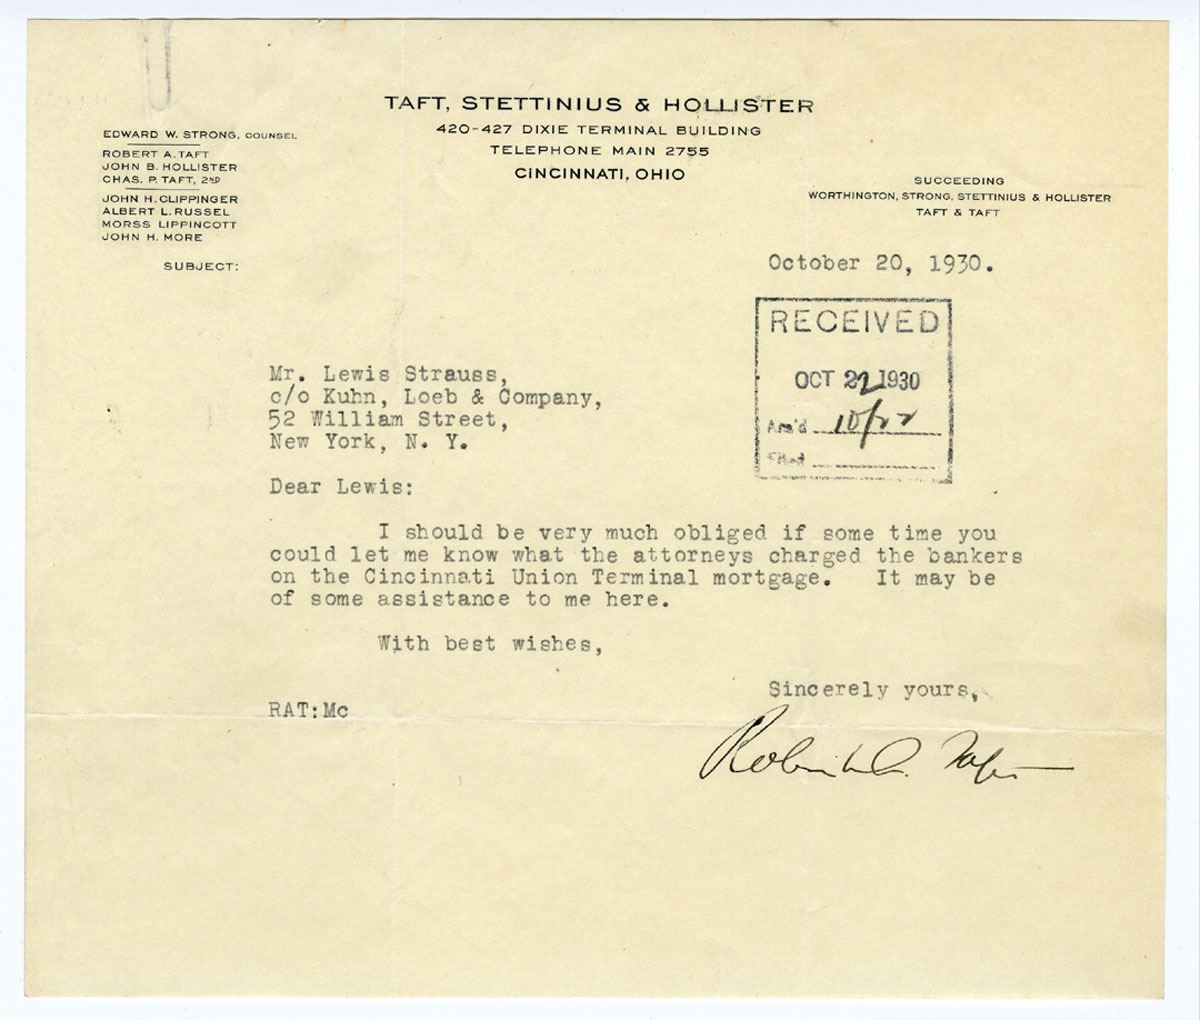 TAFT, STETTINIUS & HOLLISTER
420-427 DIXIE TERMINAL BUILDING
TELEPHONE MAIN 2755
CINCINNATI, OHIO
EDWARD W. STRONG, COUNSEL
ROBERT A. TAFT
JOHN B. HOLLISTER
CHAS. P. TAFT, 2ND
JOHN H. CLIPPINGER
ALBERT L. RUSSEL
MORSS LIPPINCOTT
JOHN H. MORE
SUBJECT:
SUCCEEDING
WORTHINGTON, STRONG, STETTINIUS & HOLLISTER
TAFT & TAFT
October 20, 1930.
RECEIVED
OCT 22 1930
Ans'd 10/22
Filed
Mr. Lewis Strauss,
c/o Kuhn, Loeb & Company,
52 William Street,
New York, N. Y.
Dear Lewis:
I should be very much obliged if some time you
could let me know what the attorneys charged the bankers
on the Cincinnati Union Terminal mortgage. It may be
of some assistance to me here.
With best wishes,
Sincerely yours,
RAT:Mc
Robert A. Taft